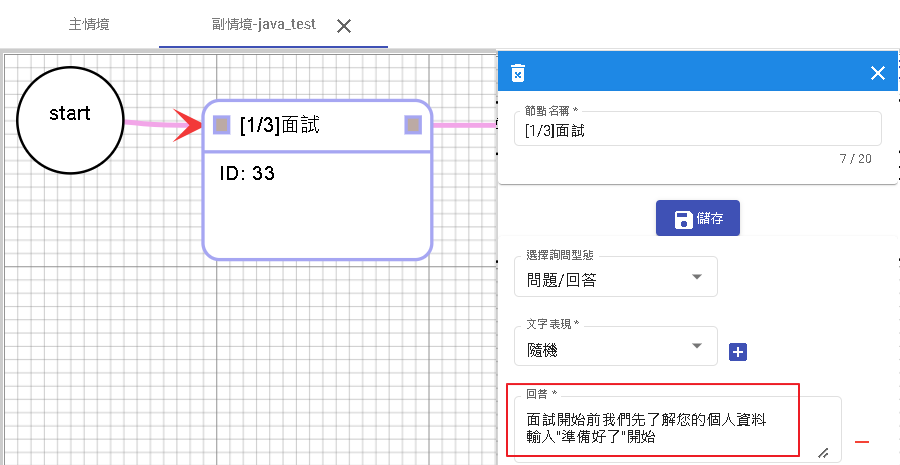 主情境
副情境-java_test
start
[1/3]面試
ID: 33
節點名稱 *
[1/3]面試
7 / 20
儲存
選擇詢問型態
問題/回答
文字表現 *
隨機
回答 *
面試開始前我們先了解您的個人資料
輸入"準備好了"開始